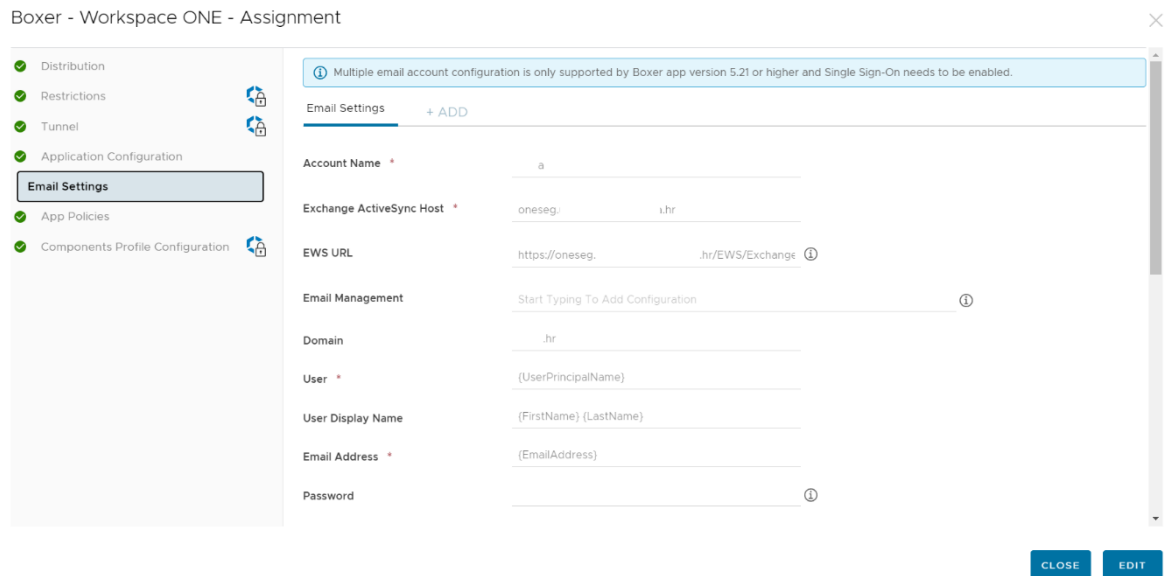 Boxer - Workspace ONE - Assignment
Distribution
Restrictions
Tunnel
Application Configuration
Email Settings
App Policies
Components Profile Configuration
Multiple email account configuration is only supported by Boxer app version 5.21 or higher and Single Sign-On needs to be enabled.
Email Settings + ADD
Account Name * a
Exchange ActiveSync Host * oneseg. .hr
EWS URL https://oneseg. .hr/EWS/Exchange
Email Management Start Typing To Add Configuration
Domain .hr
User * {UserPrincipalName}
User Display Name {FirstName} {LastName}
Email Address * {EmailAddress}
Password
CLOSE EDIT